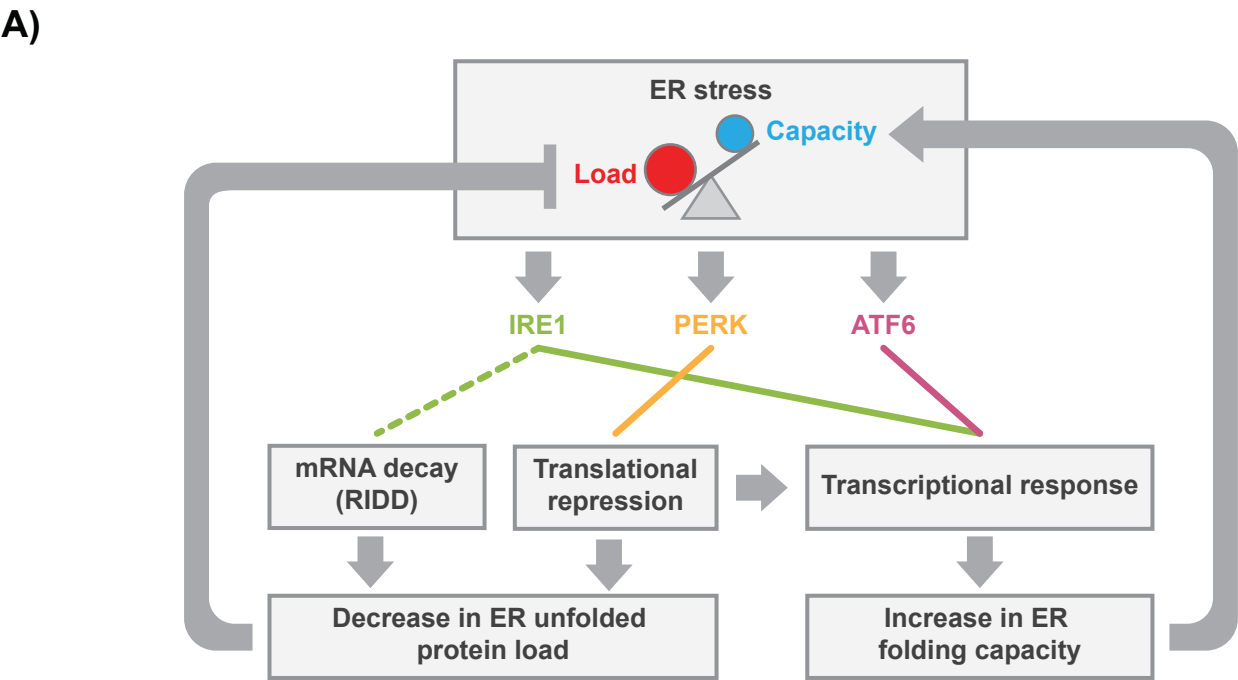 A)
ER stress
Capacity
Load
IRE1
PERK
ATF6
mRNA decay
(RIDD)
Translational
repression
Transcriptional response
Decrease in ER unfolded
protein load
Increase in ER
folding capacity